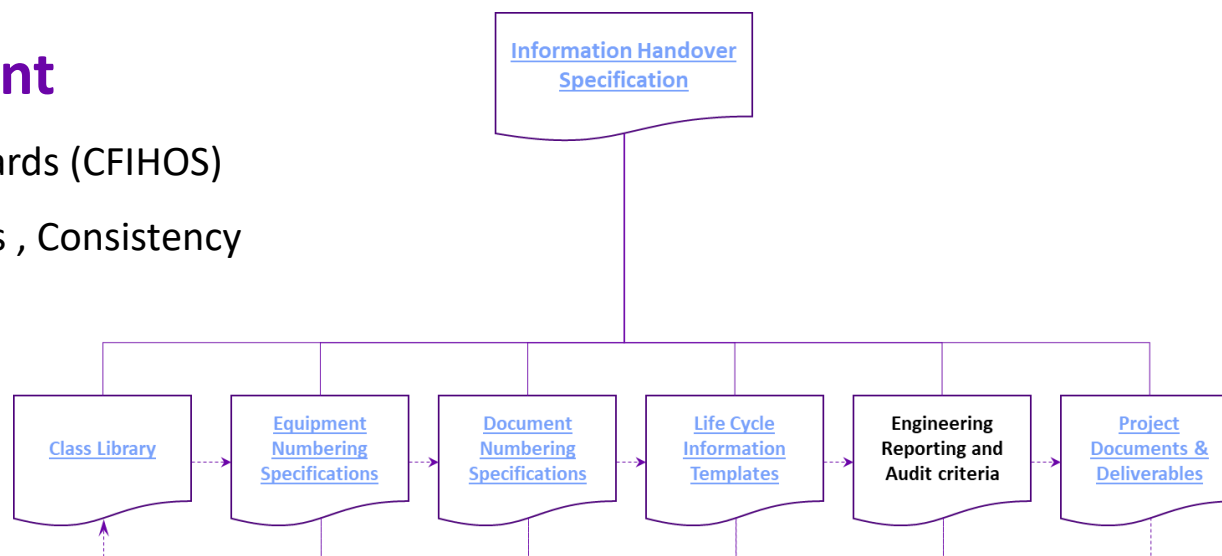 nt
ards (CFIHOS)
s , Consistency
Information Handover
Specification
Class Library
Equipment
Numbering
Specifications
Document
Numbering
Specifications
Life Cycle
Information
Templates
Engineering
Reporting and
Audit criteria
Project
Documents &
Deliverables